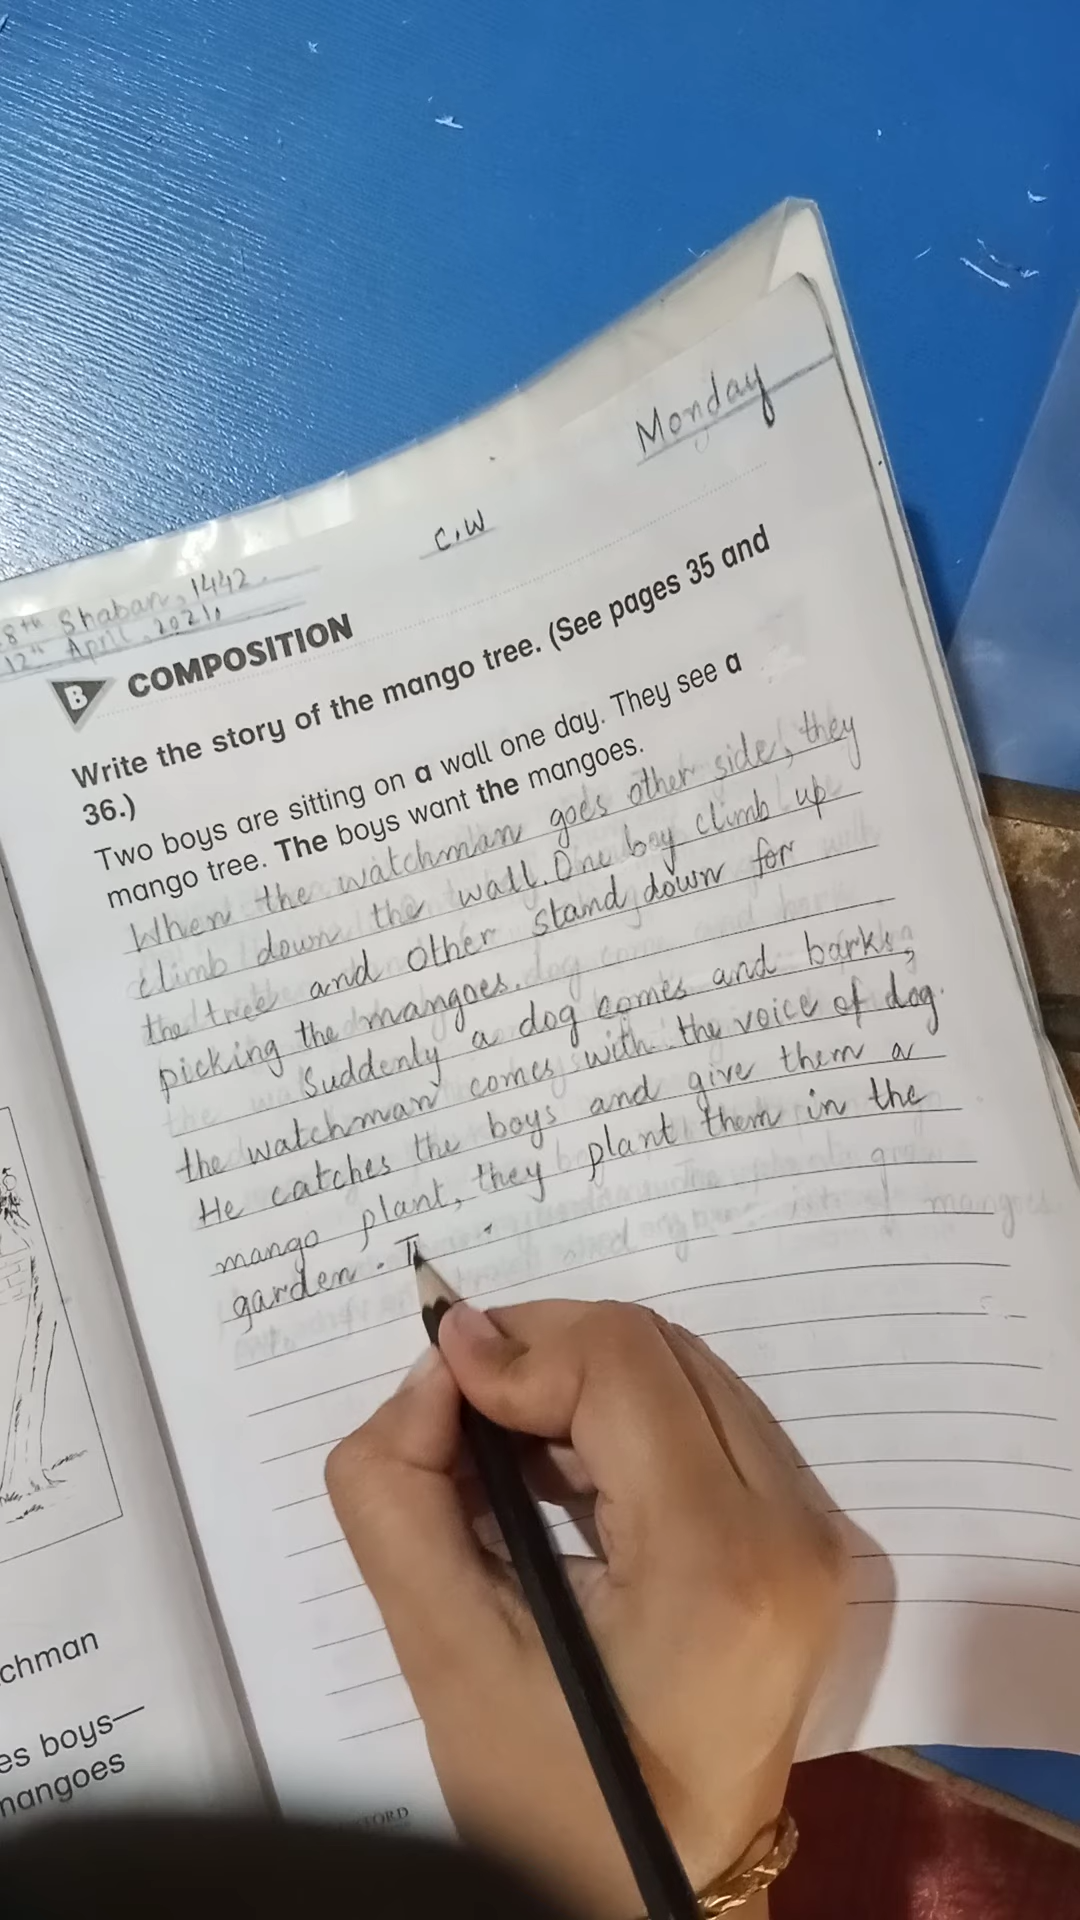 Monday
C.W
8th Shaban, 1442
12th April, 2021.
B COMPOSITION
Write the story of the mango tree. (See pages 35 and
36.)
Two boys are sitting on a wall one day. They see a
mango tree. The boys want the mangoes.
When the watchman goes other side, they
climb down the wall. One boy climb up
the tree and other stand down for
picking the mangoes.
Suddenly a dog comes and barks,
the watchman comes with the voice of dog.
He catches the boys and give them a
mango plant, they plant them in the
garden. T
chman
es boys—
mangoes